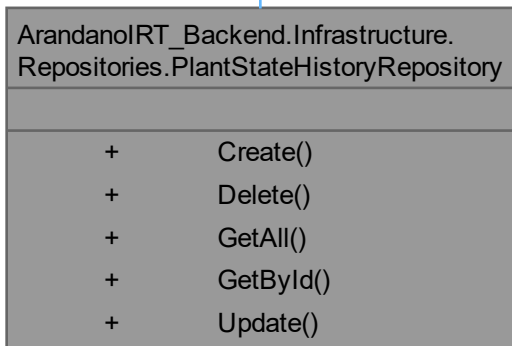 ArandanoIRT_Backend.Infrastructure.
Repositories.PlantStateHistoryRepository
+ Create()
+ Delete()
+ GetAll()
+ GetById()
+ Update()